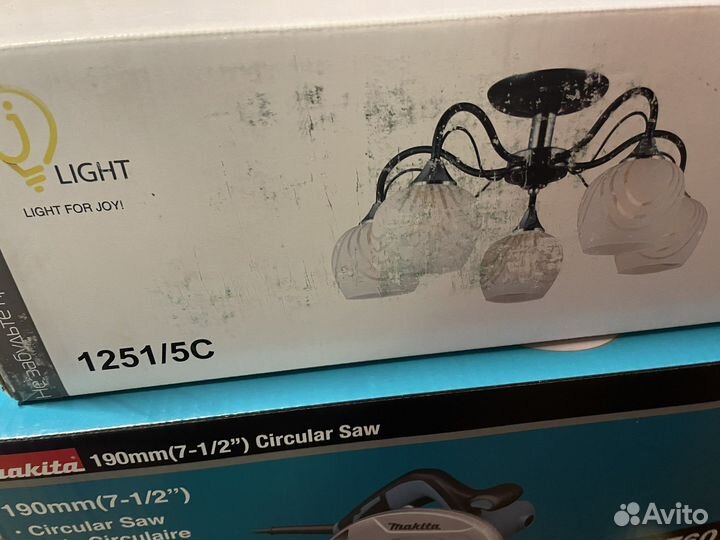 j
LIGHT
LIGHT FOR JOY!
1251/5C
makita 190mm(7-1/2") Circular Saw
190mm(7-1/2")
• Circular Saw
Circulaire
makita
Avito